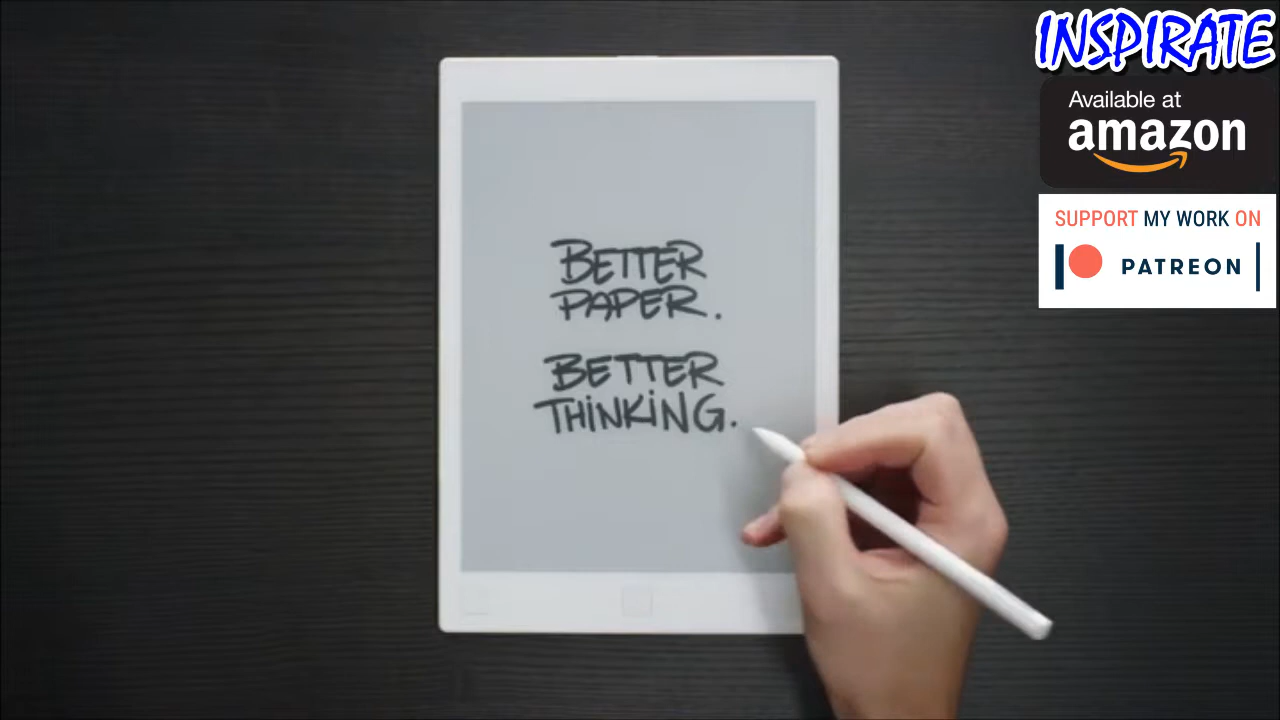 INSPIRATE
Available at
amazon
SUPPORT MY WORK ON
PATREON
BETTER
PAPER.
BETTER
THINKING.